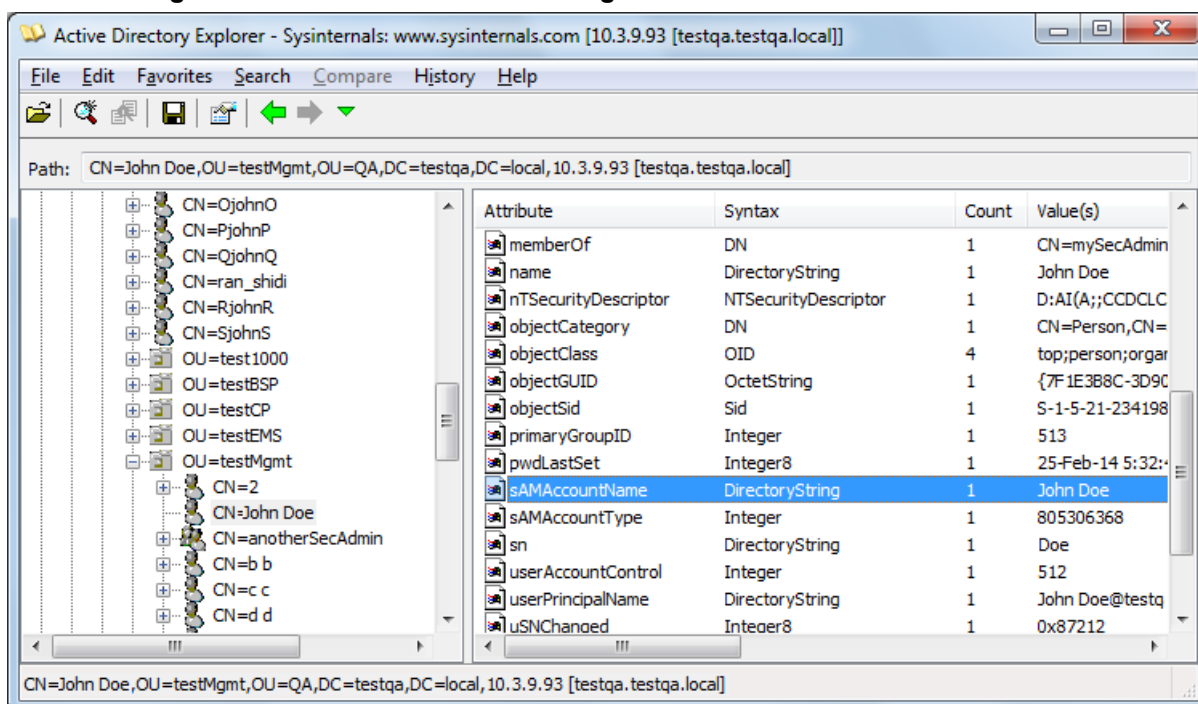 Active Directory Explorer - Sysinternals: www.sysinternals.com [10.3.9.93 [testqa.testqa.local]]
File Edit Favorites Search Compare History Help
Path: CN=John Doe,OU=testMgmt,OU=QA,DC=testqa,DC=local,10.3.9.93 [testqa.testqa.local]
CN=OjohnO
CN=PjohnP
CN=QjohnQ
CN=ran_shidi
CN=RjohnR
CN=SjohnS
OU=test1000
OU=testBSP
OU=testCP
OU=testEMS
OU=testMgmt
CN=2
CN=John Doe
CN=anotherSecAdmin
CN=b b
CN=c c
CN=d d
Attribute Syntax Count Value(s)
memberOf DN 1 CN=mySecAdmin
name DirectoryString 1 John Doe
nTSecurityDescriptor NTSecurityDescriptor 1 D:AI(A;;CCDCLC
objectCategory DN 1 CN=Person,CN=
objectClass OID 4 top;person;organ
objectGUID OctetString 1 {7F1E3B8C-3D90
objectSid Sid 1 S-1-5-21-234198
primaryGroupID Integer 1 513
pwdLastSet Integer8 1 25-Feb-14 5:32:4
sAMAccountName DirectoryString 1 John Doe
sAMAccountType Integer 1 805306368
sn DirectoryString 1 Doe
userAccountControl Integer 1 512
userPrincipalName DirectoryString 1 John Doe@testq
uSNChanged Integer8 1 0x87212
CN=John Doe,OU=testMgmt,OU=QA,DC=testqa,DC=local,10.3.9.93 [testqa.testqa.local]